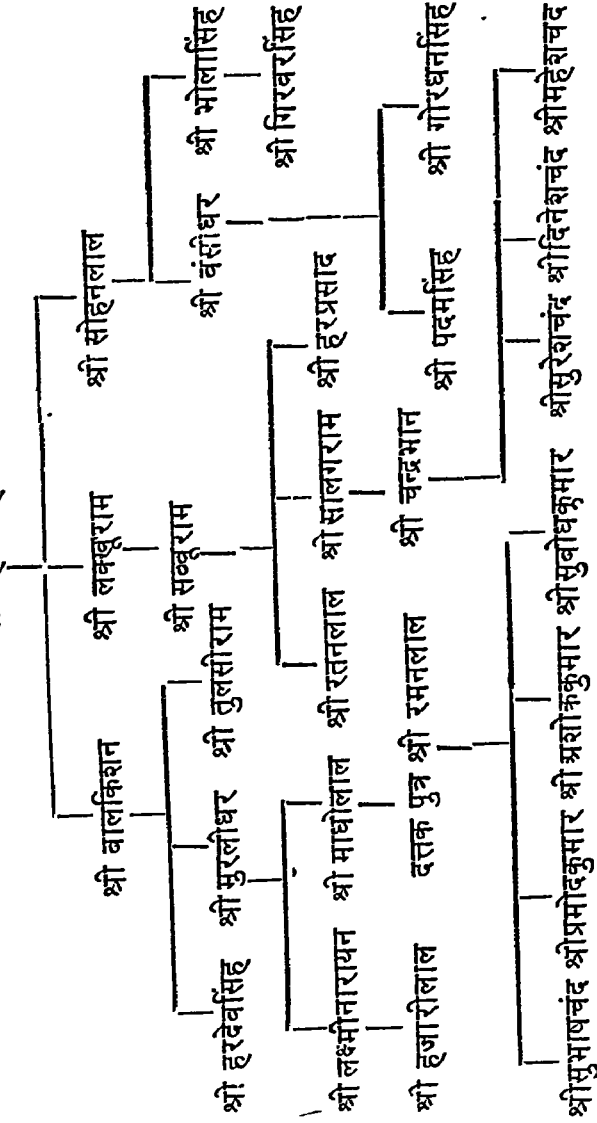 श्री बालकिशन श्री लक्खूराम श्री सोहनलाल
श्री हरदेवसिंह श्री मुरलीधर श्री तुलसीराम श्री सब्बूराम श्री बंसीधर श्री भोलासिंह
श्री लक्ष्मीनारायन श्री माधोलाल श्री रतनलाल श्री सालगराम श्री हरप्रसाद श्री गिरवरसिंह
श्री हजारीलाल दत्तक पुत्र श्री रमनलाल श्री चन्द्रभान श्री पदमसिंह श्री गोरधनसिंह
श्रीसुभाषचंद श्रीप्रमोदकुमार श्री अशोककुमार श्रीसुबोधकुमार श्रीसुरेशचंद श्रीदिनेशचंद श्रीमहेशचंद